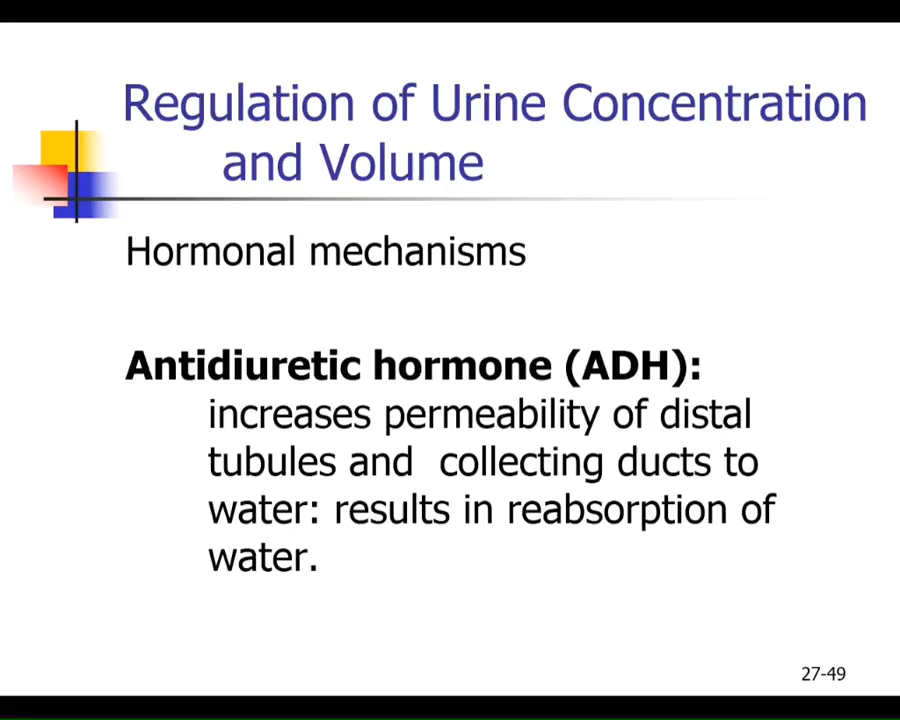 Regulation of Urine Concentration
and Volume
Hormonal mechanisms
Antidiuretic hormone (ADH):
increases permeability of distal
tubules and  collecting ducts to
water: results in reabsorption of
water.
27-49